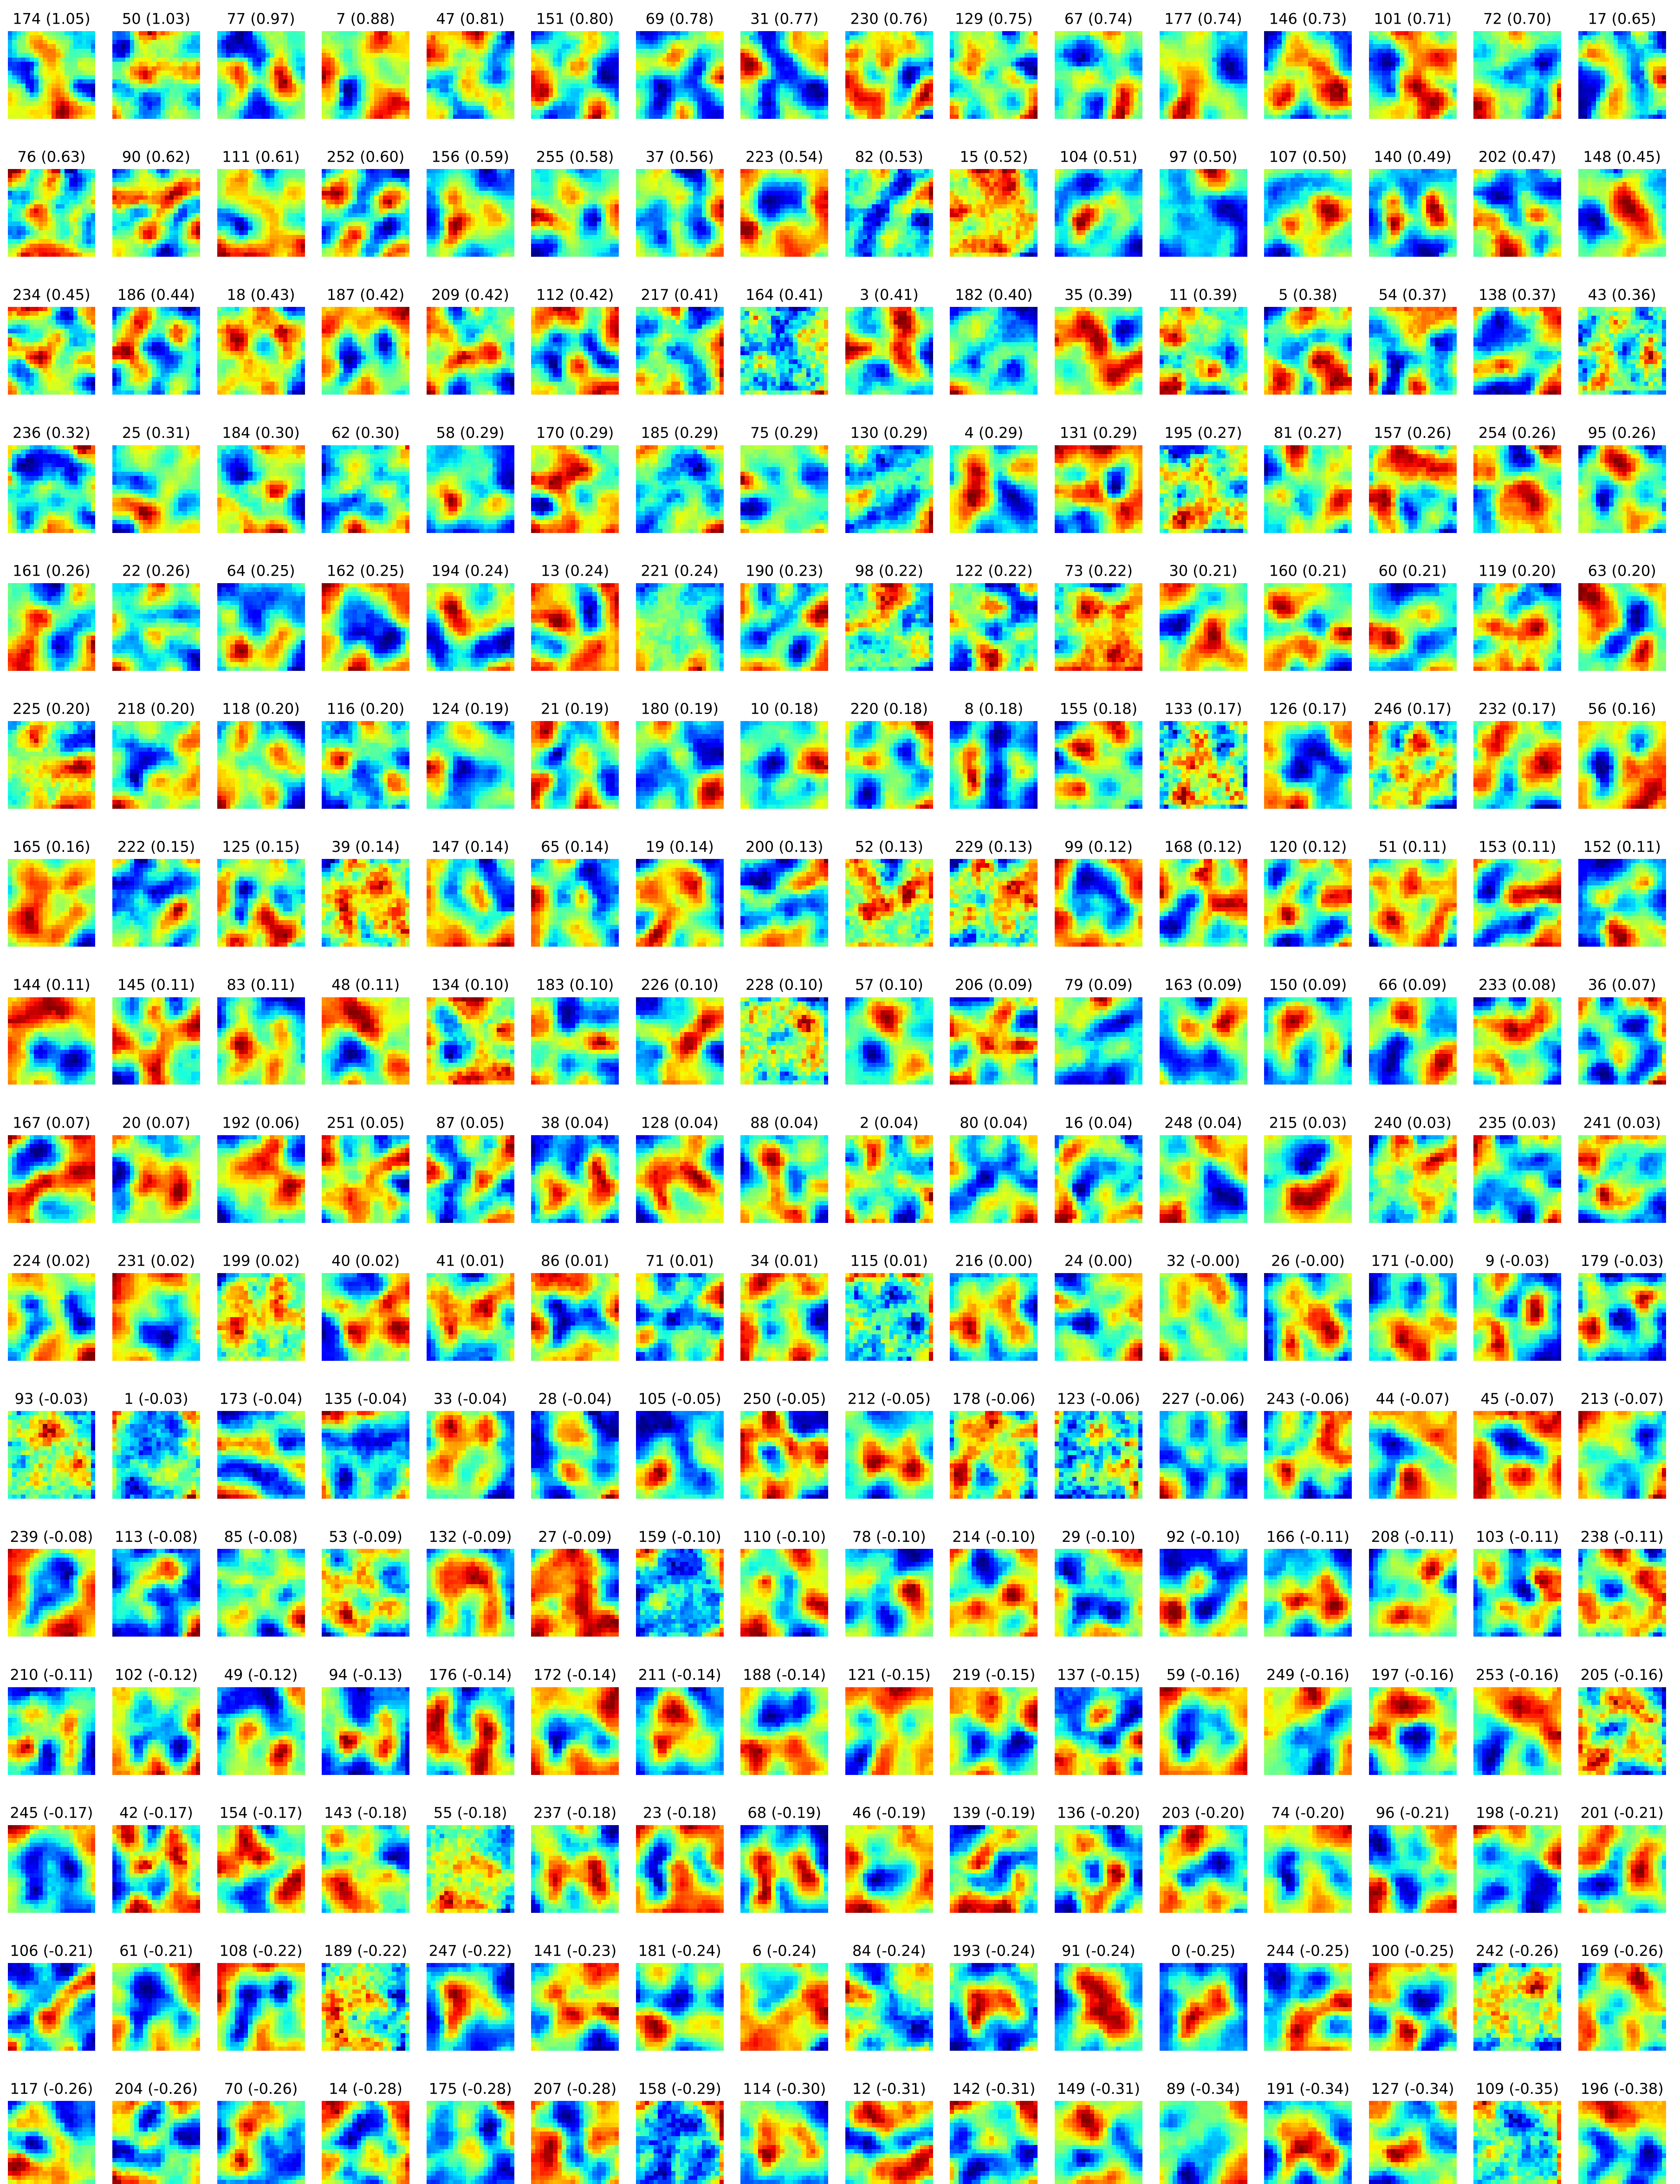 174 (1.05) 50 (1.03) 77 (0.97) 7 (0.88) 47 (0.81) 151 (0.80) 69 (0.78) 31 (0.77) 230 (0.76) 129 (0.75) 67 (0.74) 177 (0.74) 146 (0.73) 101 (0.71) 72 (0.70) 17 (0.65)
76 (0.63) 90 (0.62) 111 (0.61) 252 (0.60) 156 (0.59) 255 (0.58) 37 (0.56) 223 (0.54) 82 (0.53) 15 (0.52) 104 (0.51) 97 (0.50) 107 (0.50) 140 (0.49) 202 (0.47) 148 (0.45)
234 (0.45) 186 (0.44) 18 (0.43) 187 (0.42) 209 (0.42) 112 (0.42) 217 (0.41) 164 (0.41) 3 (0.41) 182 (0.40) 35 (0.39) 11 (0.39) 5 (0.38) 54 (0.37) 138 (0.37) 43 (0.36)
236 (0.32) 25 (0.31) 184 (0.30) 62 (0.30) 58 (0.29) 170 (0.29) 185 (0.29) 75 (0.29) 130 (0.29) 4 (0.29) 131 (0.29) 195 (0.27) 81 (0.27) 157 (0.26) 254 (0.26) 95 (0.26)
161 (0.26) 22 (0.26) 64 (0.25) 162 (0.25) 194 (0.24) 13 (0.24) 221 (0.24) 190 (0.23) 98 (0.22) 122 (0.22) 73 (0.22) 30 (0.21) 160 (0.21) 60 (0.21) 119 (0.20) 63 (0.20)
225 (0.20) 218 (0.20) 118 (0.20) 116 (0.20) 124 (0.19) 21 (0.19) 180 (0.19) 10 (0.18) 220 (0.18) 8 (0.18) 155 (0.18) 133 (0.17) 126 (0.17) 246 (0.17) 232 (0.17) 56 (0.16)
165 (0.16) 222 (0.15) 125 (0.15) 39 (0.14) 147 (0.14) 65 (0.14) 19 (0.14) 200 (0.13) 52 (0.13) 229 (0.13) 99 (0.12) 168 (0.12) 120 (0.12) 51 (0.11) 153 (0.11) 152 (0.11)
144 (0.11) 145 (0.11) 83 (0.11) 48 (0.11) 134 (0.10) 183 (0.10) 226 (0.10) 228 (0.10) 57 (0.10) 206 (0.09) 79 (0.09) 163 (0.09) 150 (0.09) 66 (0.09) 233 (0.08) 36 (0.07)
167 (0.07) 20 (0.07) 192 (0.06) 251 (0.05) 87 (0.05) 38 (0.04) 128 (0.04) 88 (0.04) 2 (0.04) 80 (0.04) 16 (0.04) 248 (0.04) 215 (0.03) 240 (0.03) 235 (0.03) 241 (0.03)
224 (0.02) 231 (0.02) 199 (0.02) 40 (0.02) 41 (0.01) 86 (0.01) 71 (0.01) 34 (0.01) 115 (0.01) 216 (0.00) 24 (0.00) 32 (-0.00) 26 (-0.00) 171 (-0.00) 9 (-0.03) 179 (-0.03)
93 (-0.03) 1 (-0.03) 173 (-0.04) 135 (-0.04) 33 (-0.04) 28 (-0.04) 105 (-0.05) 250 (-0.05) 212 (-0.05) 178 (-0.06) 123 (-0.06) 227 (-0.06) 243 (-0.06) 44 (-0.07) 45 (-0.07) 213 (-0.07)
239 (-0.08) 113 (-0.08) 85 (-0.08) 53 (-0.09) 132 (-0.09) 27 (-0.09) 159 (-0.10) 110 (-0.10) 78 (-0.10) 214 (-0.10) 29 (-0.10) 92 (-0.10) 166 (-0.11) 208 (-0.11) 103 (-0.11) 238 (-0.11)
210 (-0.11) 102 (-0.12) 49 (-0.12) 94 (-0.13) 176 (-0.14) 172 (-0.14) 211 (-0.14) 188 (-0.14) 121 (-0.15) 219 (-0.15) 137 (-0.15) 59 (-0.16) 249 (-0.16) 197 (-0.16) 253 (-0.16) 205 (-0.16)
245 (-0.17) 42 (-0.17) 154 (-0.17) 143 (-0.18) 55 (-0.18) 237 (-0.18) 23 (-0.18) 68 (-0.19) 46 (-0.19) 139 (-0.19) 136 (-0.20) 203 (-0.20) 74 (-0.20) 96 (-0.21) 198 (-0.21) 201 (-0.21)
106 (-0.21) 61 (-0.21) 108 (-0.22) 189 (-0.22) 247 (-0.22) 141 (-0.23) 181 (-0.24) 6 (-0.24) 84 (-0.24) 193 (-0.24) 91 (-0.24) 0 (-0.25) 244 (-0.25) 100 (-0.25) 242 (-0.26) 169 (-0.26)
117 (-0.26) 204 (-0.26) 70 (-0.26) 14 (-0.28) 175 (-0.28) 207 (-0.28) 158 (-0.29) 114 (-0.30) 12 (-0.31) 142 (-0.31) 149 (-0.31) 89 (-0.34) 191 (-0.34) 127 (-0.34) 109 (-0.35) 196 (-0.38)